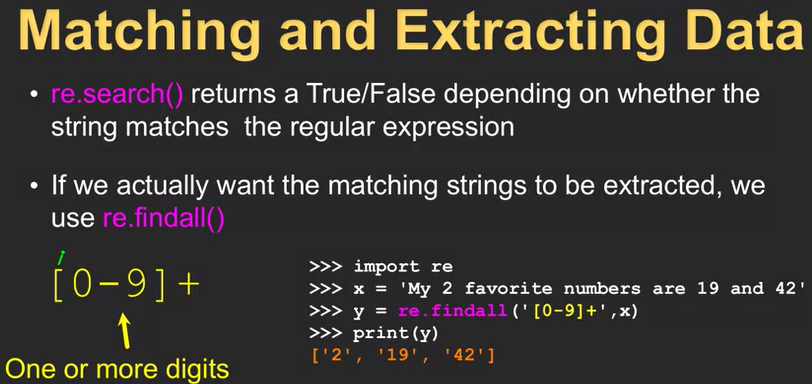 Matching and Extracting Data
• re.search() returns a True/False depending on whether the
string matches the regular expression
• If we actually want the matching strings to be extracted, we
use re.findall()
[0-9]+
One or more digits
>>> import re
>>> x = 'My 2 favorite numbers are 19 and 42'
>>> y = re.findall('[0-9]+',x)
>>> print(y)
['2', '19', '42']